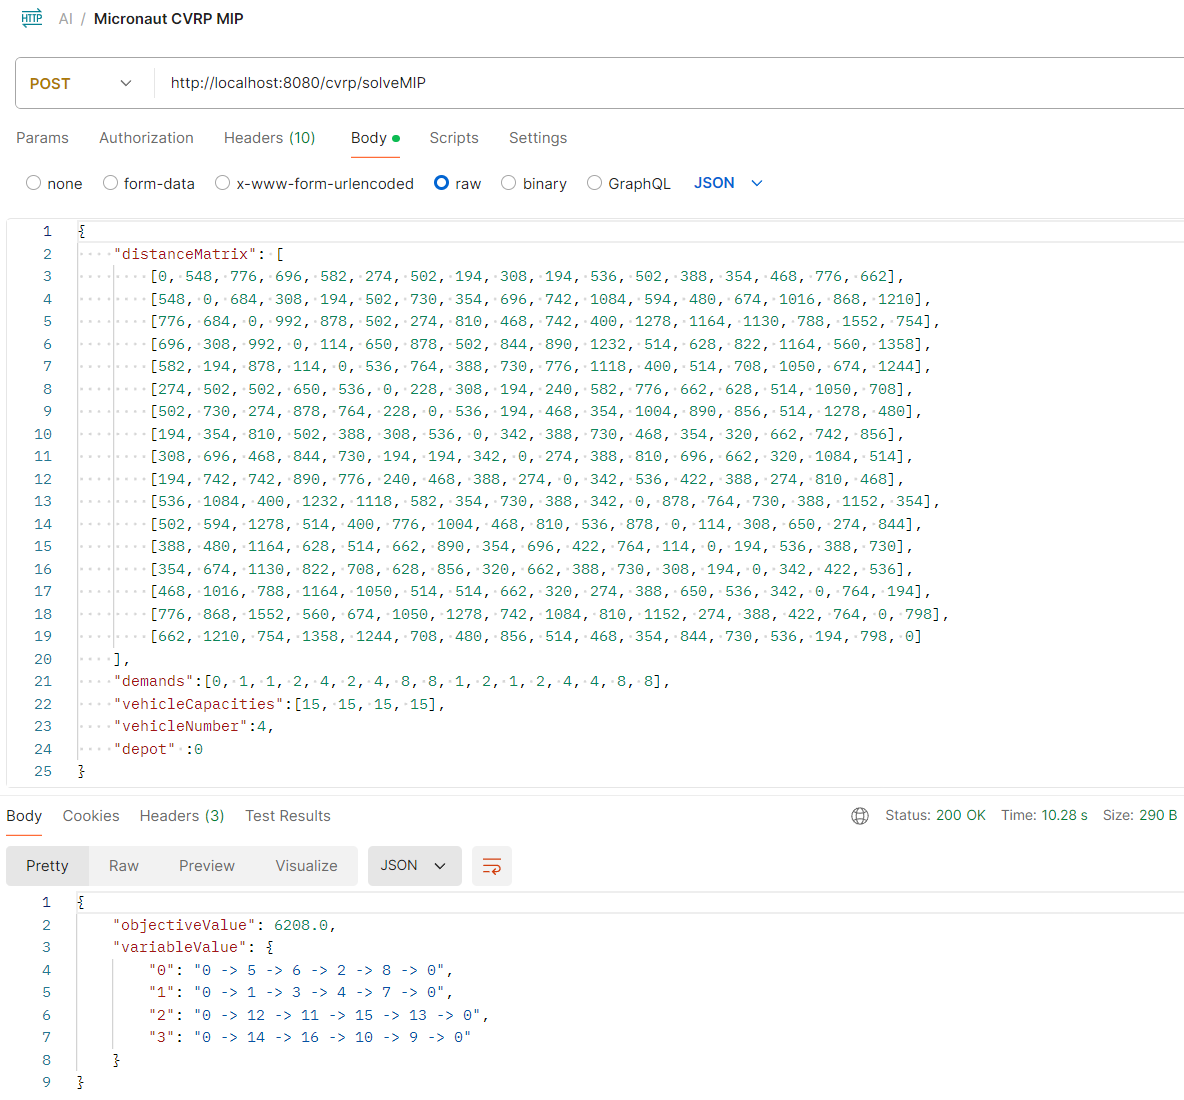 HTTP AI / Micronaut CVRP MIP
POST http://localhost:8080/cvrp/solveMIP
Params Authorization Headers (10) Body Scripts Settings
none form-data x-www-form-urlencoded raw binary GraphQL JSON
1 {
2 "distanceMatrix": [
3 [0, 548, 776, 696, 582, 274, 502, 194, 308, 194, 536, 502, 388, 354, 468, 776, 662],
4 [548, 0, 684, 308, 194, 502, 730, 354, 696, 742, 1084, 594, 480, 674, 1016, 868, 1210],
5 [776, 684, 0, 992, 878, 502, 274, 810, 468, 742, 400, 1278, 1164, 1130, 788, 1552, 754],
6 [696, 308, 992, 0, 114, 650, 878, 502, 844, 890, 1232, 514, 628, 822, 1164, 560, 1358],
7 [582, 194, 878, 114, 0, 536, 764, 388, 730, 776, 1118, 400, 514, 708, 1050, 674, 1244],
8 [274, 502, 502, 650, 536, 0, 228, 308, 194, 240, 582, 776, 662, 628, 514, 1050, 708],
9 [502, 730, 274, 878, 764, 228, 0, 536, 194, 468, 354, 1004, 890, 856, 514, 1278, 480],
10 [194, 354, 810, 502, 388, 308, 536, 0, 342, 388, 730, 468, 354, 320, 662, 742, 856],
11 [308, 696, 468, 844, 730, 194, 194, 342, 0, 274, 388, 810, 696, 662, 320, 1084, 514],
12 [194, 742, 742, 890, 776, 240, 468, 388, 274, 0, 342, 536, 422, 388, 274, 810, 468],
13 [536, 1084, 400, 1232, 1118, 582, 354, 730, 388, 342, 0, 878, 764, 730, 388, 1152, 354],
14 [502, 594, 1278, 514, 400, 776, 1004, 468, 810, 536, 878, 0, 114, 308, 650, 274, 844],
15 [388, 480, 1164, 628, 514, 662, 890, 354, 696, 422, 764, 114, 0, 194, 536, 388, 730],
16 [354, 674, 1130, 822, 708, 628, 856, 320, 662, 388, 730, 308, 194, 0, 342, 422, 536],
17 [468, 1016, 788, 1164, 1050, 514, 514, 662, 320, 274, 388, 650, 536, 342, 0, 764, 194],
18 [776, 868, 1552, 560, 674, 1050, 1278, 742, 1084, 810, 1152, 274, 388, 422, 764, 0, 798],
19 [662, 1210, 754, 1358, 1244, 708, 480, 856, 514, 468, 354, 844, 730, 536, 194, 798, 0]
20 ],
21 "demands":[0, 1, 1, 2, 4, 2, 4, 8, 8, 1, 2, 1, 2, 4, 4, 8, 8],
22 "vehicleCapacities":[15, 15, 15, 15],
23 "vehicleNumber":4,
24 "depot" :0
25 }
Body Cookies Headers (3) Test Results Status: 200 OK Time: 10.28 s Size: 290 B
Pretty Raw Preview Visualize JSON
1 {
2 "objectiveValue": 6208.0,
3 "variableValue": {
4 "0": "0 -> 5 -> 6 -> 2 -> 8 -> 0",
5 "1": "0 -> 1 -> 3 -> 4 -> 7 -> 0",
6 "2": "0 -> 12 -> 11 -> 15 -> 13 -> 0",
7 "3": "0 -> 14 -> 16 -> 10 -> 9 -> 0"
8 }
9 }